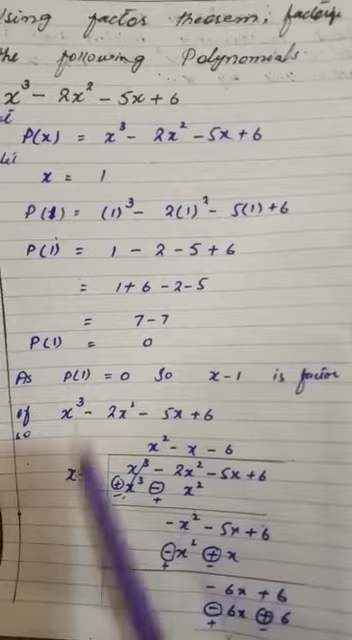 Using factor theorem, factorize
the following Polynomials
x³ - 2x² - 5x + 6
let
P(x) = x³ - 2x² - 5x + 6
let
x = 1
P(1) = (1)³ - 2(1)² - 5(1) + 6
P(1) = 1 - 2 - 5 + 6
= 1 + 6 - 2 - 5
= 7 - 7
P(1) = 0
As P(1) = 0 So x - 1 is factor
of x³ - 2x² - 5x + 6
so
x² - x - 6
x - x³ - 2x² - 5x + 6
⊕x³ ⊖ x²
- +
- x² - 5x + 6
⊖x² ⊕ x
+ -
- 6x + 6
⊖ 6x ⊕ 6
+ -